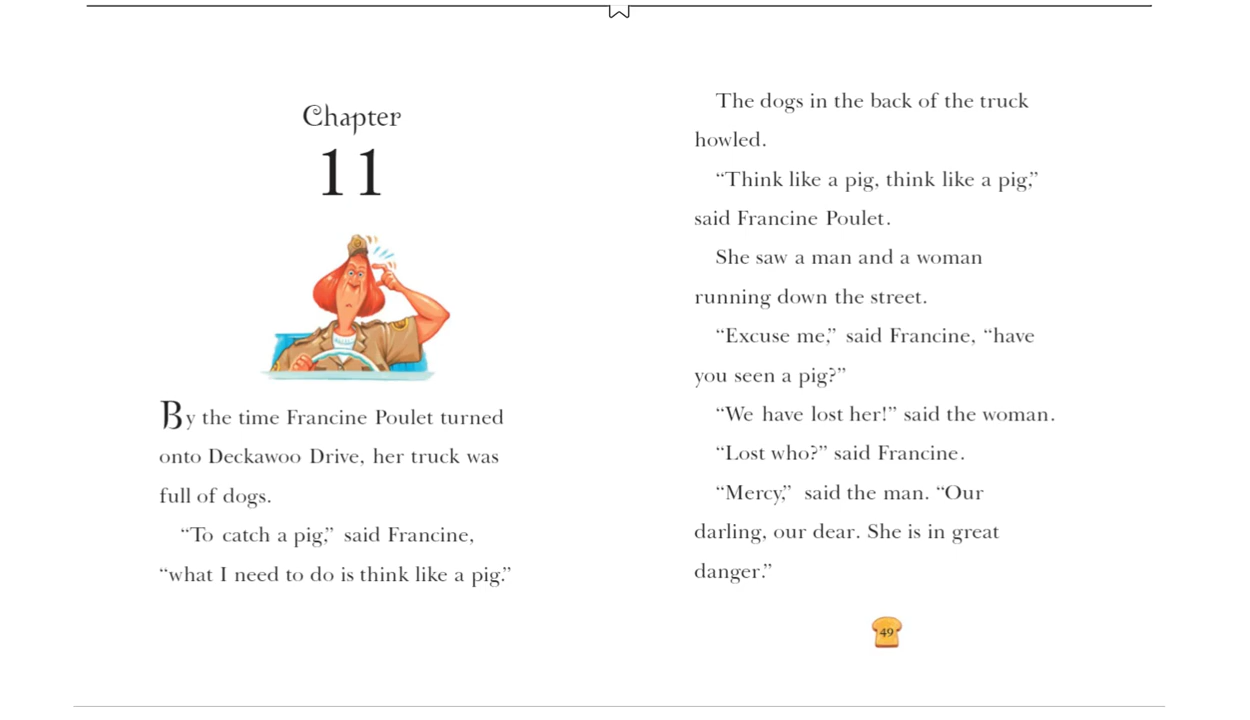 Chapter
11
By the time Francine Poulet turned
onto Deckawoo Drive, her truck was
full of dogs.
“To catch a pig,” said Francine,
“what I need to do is think like a pig.”
The dogs in the back of the truck
howled.
“Think like a pig, think like a pig,”
said Francine Poulet.
She saw a man and a woman
running down the street.
“Excuse me,” said Francine, “have
you seen a pig?”
“We have lost her!” said the woman.
“Lost who?” said Francine.
“Mercy,” said the man. “Our
darling, our dear. She is in great
danger.”
49